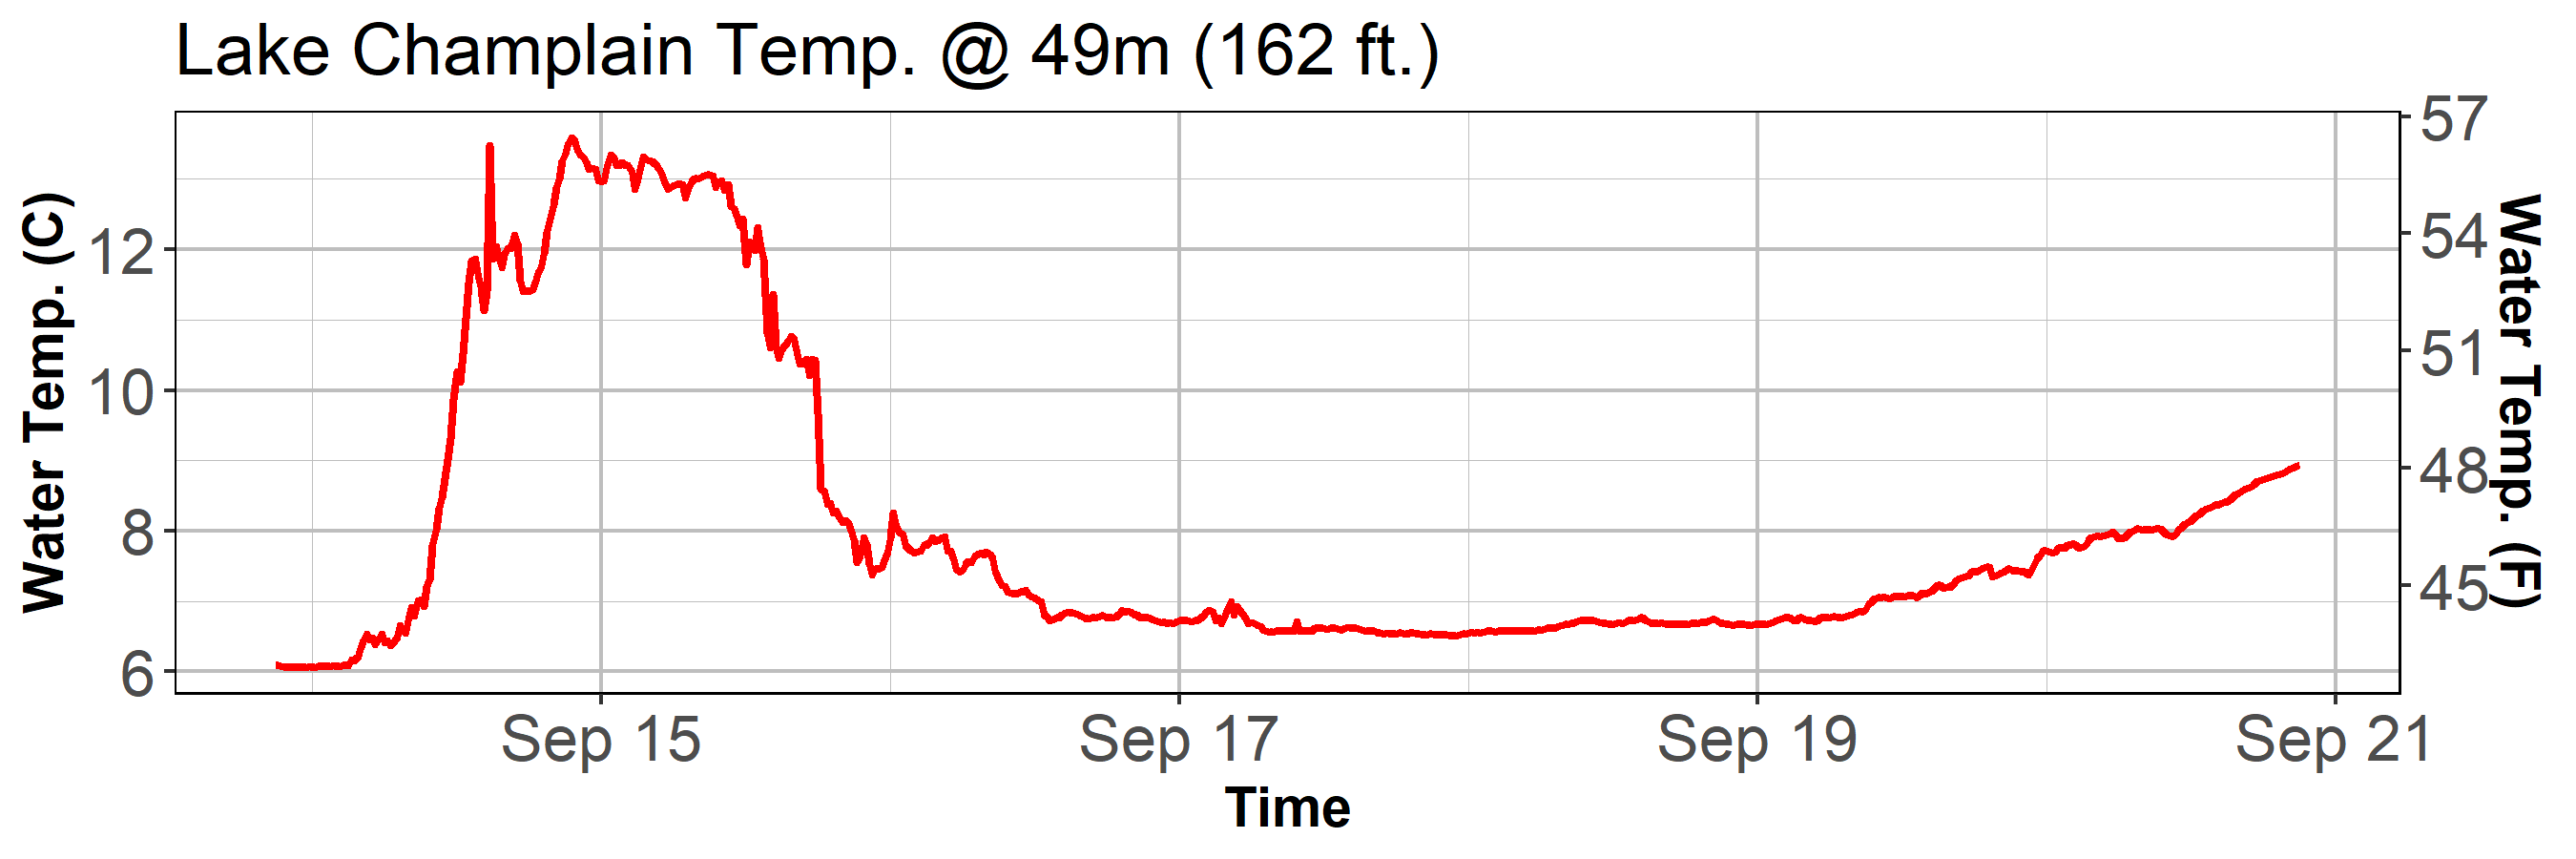 Lake Champlain Temp. @ 49m (162 ft.)
Water Temp. (C)
12
10
8
6
57
54
51
48
45
Water Temp. (F)
Sep 15 Sep 17 Sep 19 Sep 21
Time